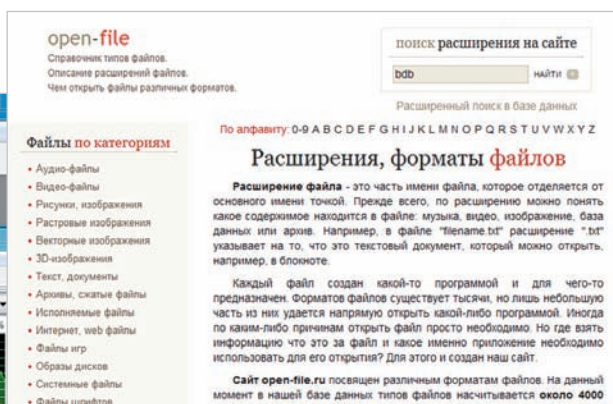 open-file
Справочник типов файлов.
Описание расширений файлов.
Чем открыть файлы различных форматов.
поиск расширения на сайте
bdb
НАЙТИ
Расширенный поиск в базе данных
Файлы по категориям
• Аудио-файлы
• Видео-файлы
• Рисунки, изображения
• Растровые изображения
• Векторные изображения
• 3D-изображения
• Текст, документы
• Архивы, сжатые файлы
• Исполняемые файлы
• Интернет, web файлы
• Файлы игр
• Образы дисков
• Системные файлы
• Файлы шрифтов
По алфавиту: 0-9 A B C D E F G H I J K L M N O P Q R S T U V W X Y Z
Расширения, форматы файлов
Расширение файла - это часть имени файла, которое отделяется от
основного имени точкой. Прежде всего, по расширению можно понять
какое содержимое находится в файле: музыка, видео, изображение, база
данных или архив. Например, в файле "filename.txt" расширение ".txt"
указывает на то, что это текстовый документ, который можно открыть,
например, в блокноте.
Каждый файл создан какой-то программой и для чего-то
предназначен. Форматов файлов существует тысячи, но лишь небольшую
часть из них удается напрямую открыть какой-либо программой. Иногда
по каким-либо причинам открыть файл просто необходимо. Но где взять
информацию что это за файл и какое именно приложение необходимо
использовать для его открытия? Для этого и создан наш сайт.
Сайт open-file.ru посвящен различным форматам файлов. На данный
момент в нашей базе данных типов файлов насчитывается около 4000